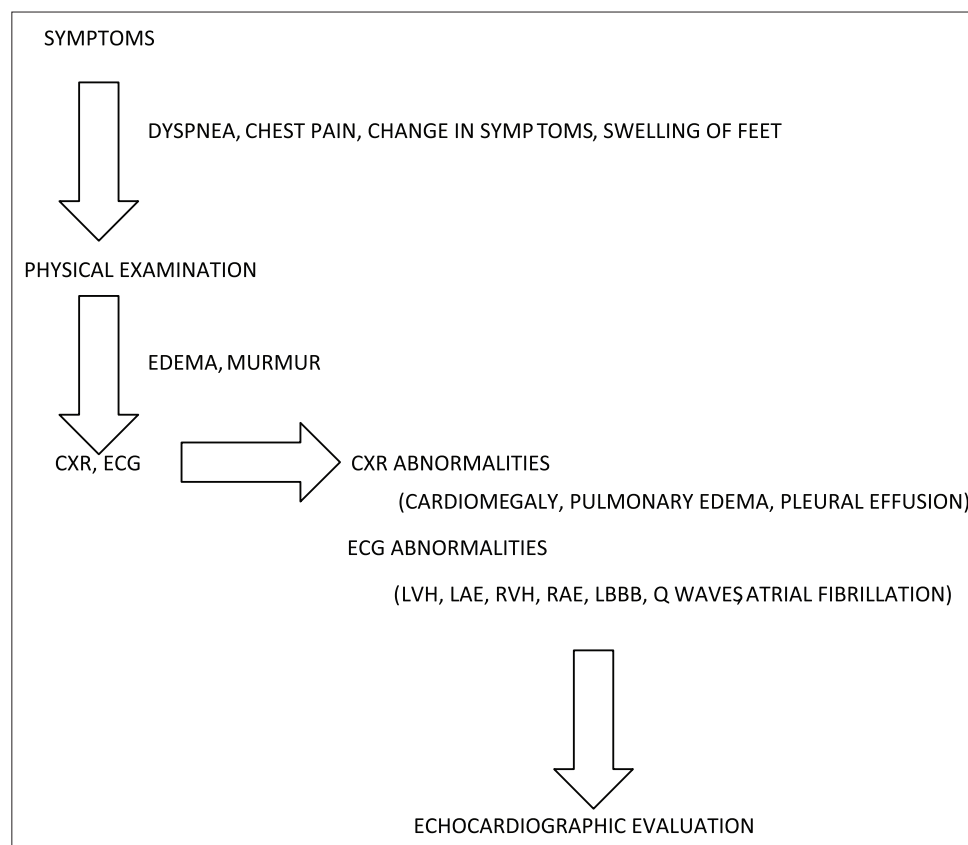 SYMPTOMS
DYSPNEA, CHEST PAIN, CHANGE IN SYMPTOMS, SWELLING OF FEET
PHYSICAL EXAMINATION
EDEMA, MURMUR
CXR, ECG
CXR ABNORMALITIES
(CARDIOMEGALY, PULMONARY EDEMA, PLEURAL EFFUSION)
ECG ABNORMALITIES
(LVH, LAE, RVH, RAE, LBBB, Q WAVES, ATRIAL FIBRILLATION)
ECHOCARDIOGRAPHIC EVALUATION